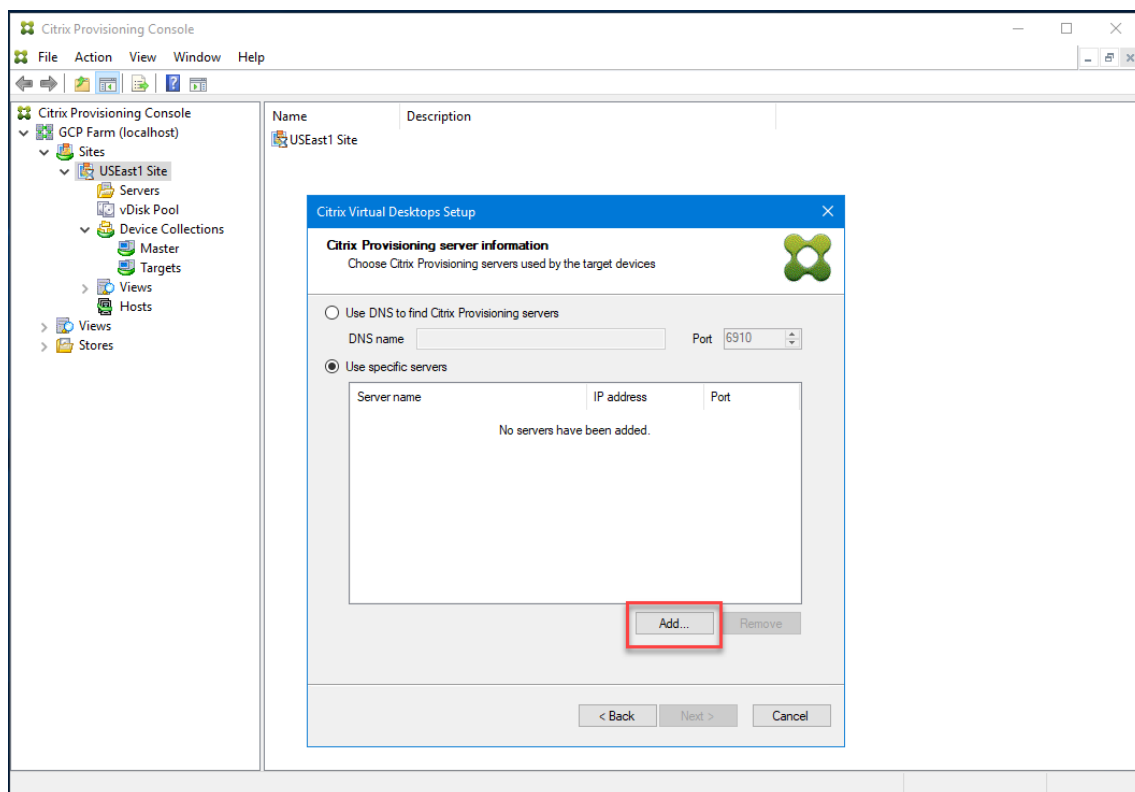 Citrix Provisioning Console
File Action View Window Help
Citrix Provisioning Console
GCP Farm (localhost)
Sites
USEast1 Site
Servers
vDisk Pool
Device Collections
Master
Targets
Views
Hosts
Views
Stores
Name Description
USEast1 Site
Citrix Virtual Desktops Setup
Citrix Provisioning server information
Choose Citrix Provisioning servers used by the target devices
Use DNS to find Citrix Provisioning servers
DNS name Port 6910
Use specific servers
Server name IP address Port
No servers have been added.
Add... Remove
< Back Next > Cancel